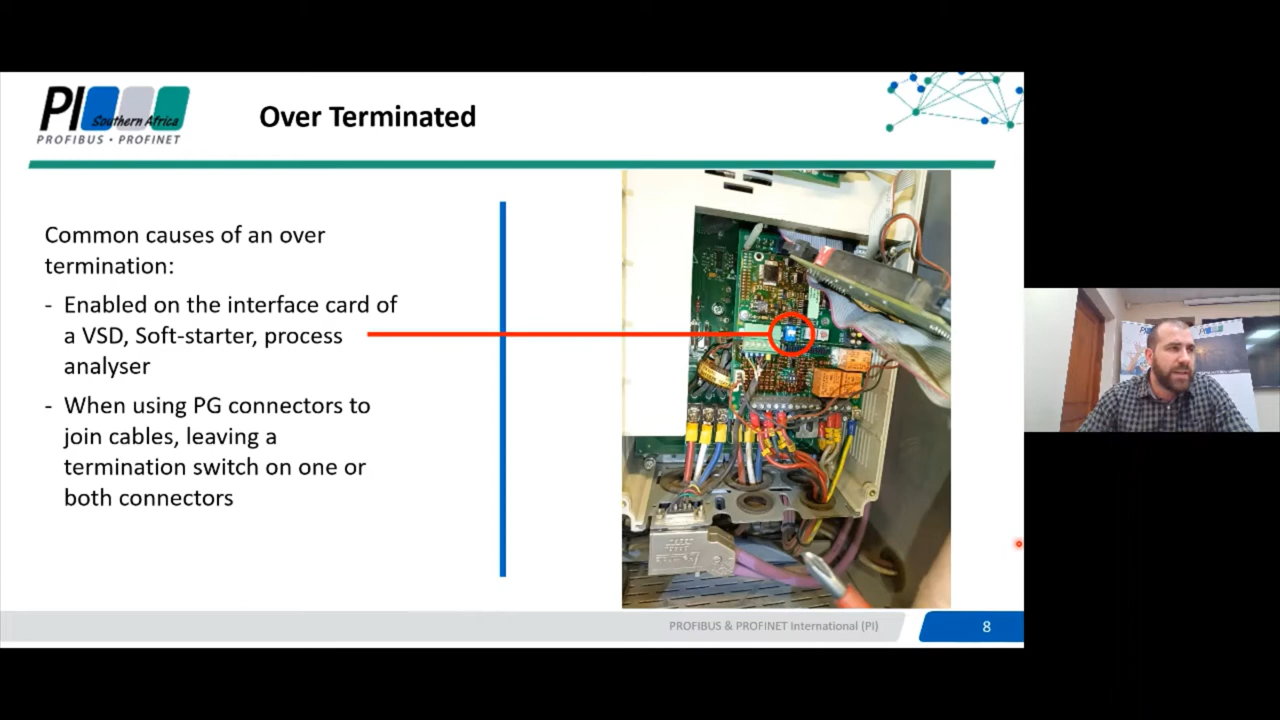 PI
Southern Africa
PROFIBUS • PROFINET
Over Terminated
Common causes of an over
termination:
- Enabled on the interface card of
a VSD, Soft-starter, process
analyser
- When using PG connectors to
join cables, leaving a
termination switch on one or
both connectors
PROFIBUS & PROFINET International (PI)
8